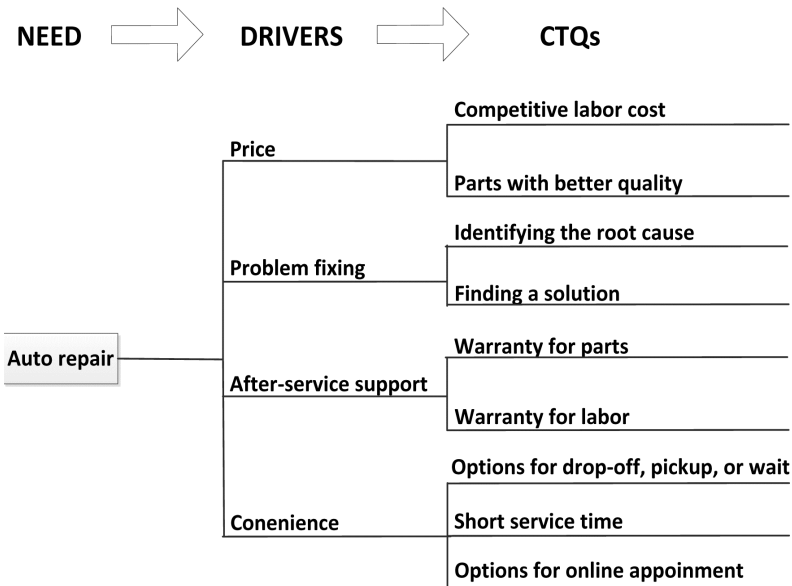 NEED
DRIVERS
CTQs
Competitive labor cost
Price
Parts with better quality
Identifying the root cause
Problem fixing
Finding a solution
Warranty for parts
Auto repair
After-service support
Warranty for labor
Options for drop-off, pickup, or wait
Conenience
Short service time
Options for online appoinment